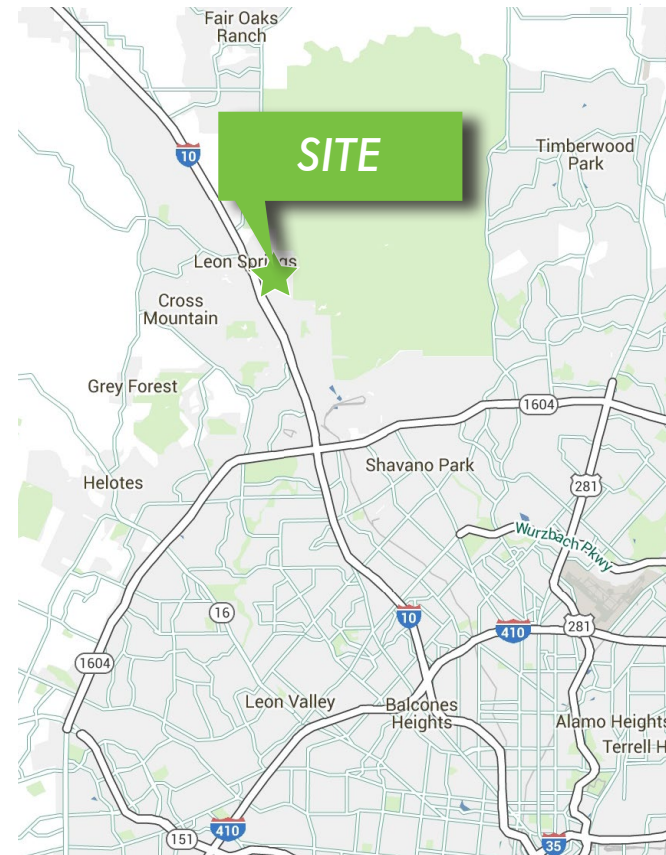 Fair Oaks
Ranch
SITE
10
Timberwood
Park
Leon Springs
Cross
Mountain
Grey Forest
1604
Shavano Park
Helotes
281
Wurzbach Pkwy
16
10
410
281
1604
Leon Valley
Balcones
Heights
Alamo Heights
Terrell H
151
410
35